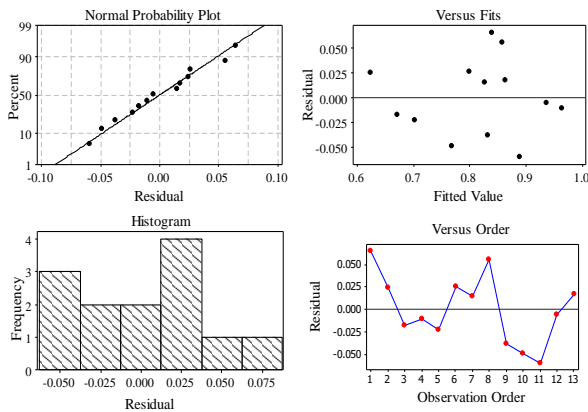 Normal Probability Plot
99
90
50
10
1
Percent
-0.10 -0.05 0.00 0.05 0.10
Residual
Versus Fits
0.050
0.025
0.000
-0.025
-0.050
Residual
0.6 0.7 0.8 0.9 1.0
Fitted Value
Histogram
4
3
2
1
0
Frequency
-0.050 -0.025 0.000 0.025 0.050 0.075
Residual
Versus Order
0.050
0.025
0.000
-0.025
-0.050
Residual
1 2 3 4 5 6 7 8 9 10 11 12 13
Observation Order